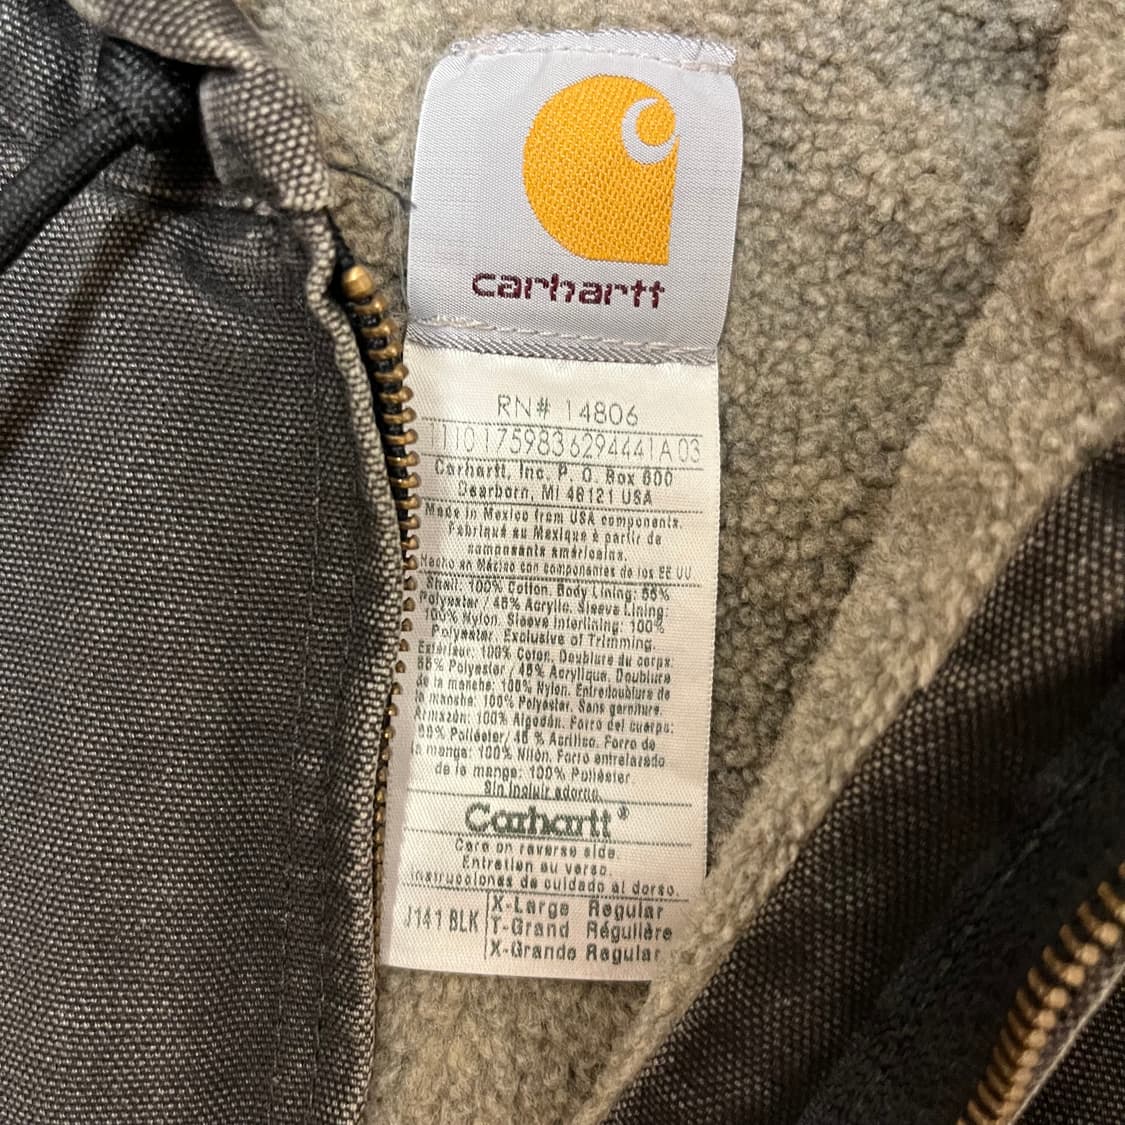 carhartt
RN# 14806
11101759836294441A03
Carhartt, Inc. P. O. Box 600
Dearborn, MI 48121 USA
Made in Mexico from USA components.
Fabriqué au Mexique à partir de
composants américains.
Hecho en México con componentes de los EE UU
Shell: 100% Cotton. Body Lining: 55%
Polyester / 45% Acrylic. Sleeve Lining:
100% Nylon. Sleeve Interlining: 100%
Polyester. Exclusive of Trimming.
Extérieur: 100% Coton. Doublure du corps:
55% Polyester / 45% Acrylique. Doublure
de la manche: 100% Nylon. Entredoublure de
la manche: 100% Polyester. Sans garniture.
Armazón: 100% Algodón. Forro del cuerpo:
55% Poliéster/ 45 % Acrílico. Forro de
la manga: 100% Nilón. Forro entrelazado
de la manga: 100% Poliéster.
Sin incluir adorno.
Carhartt®
Care on reverse side.
Entretien au verso.
Instrucciones de cuidado al dorso.
J141 BLK X-Large Regular
T-Grand Régulière
X-Grande Regular